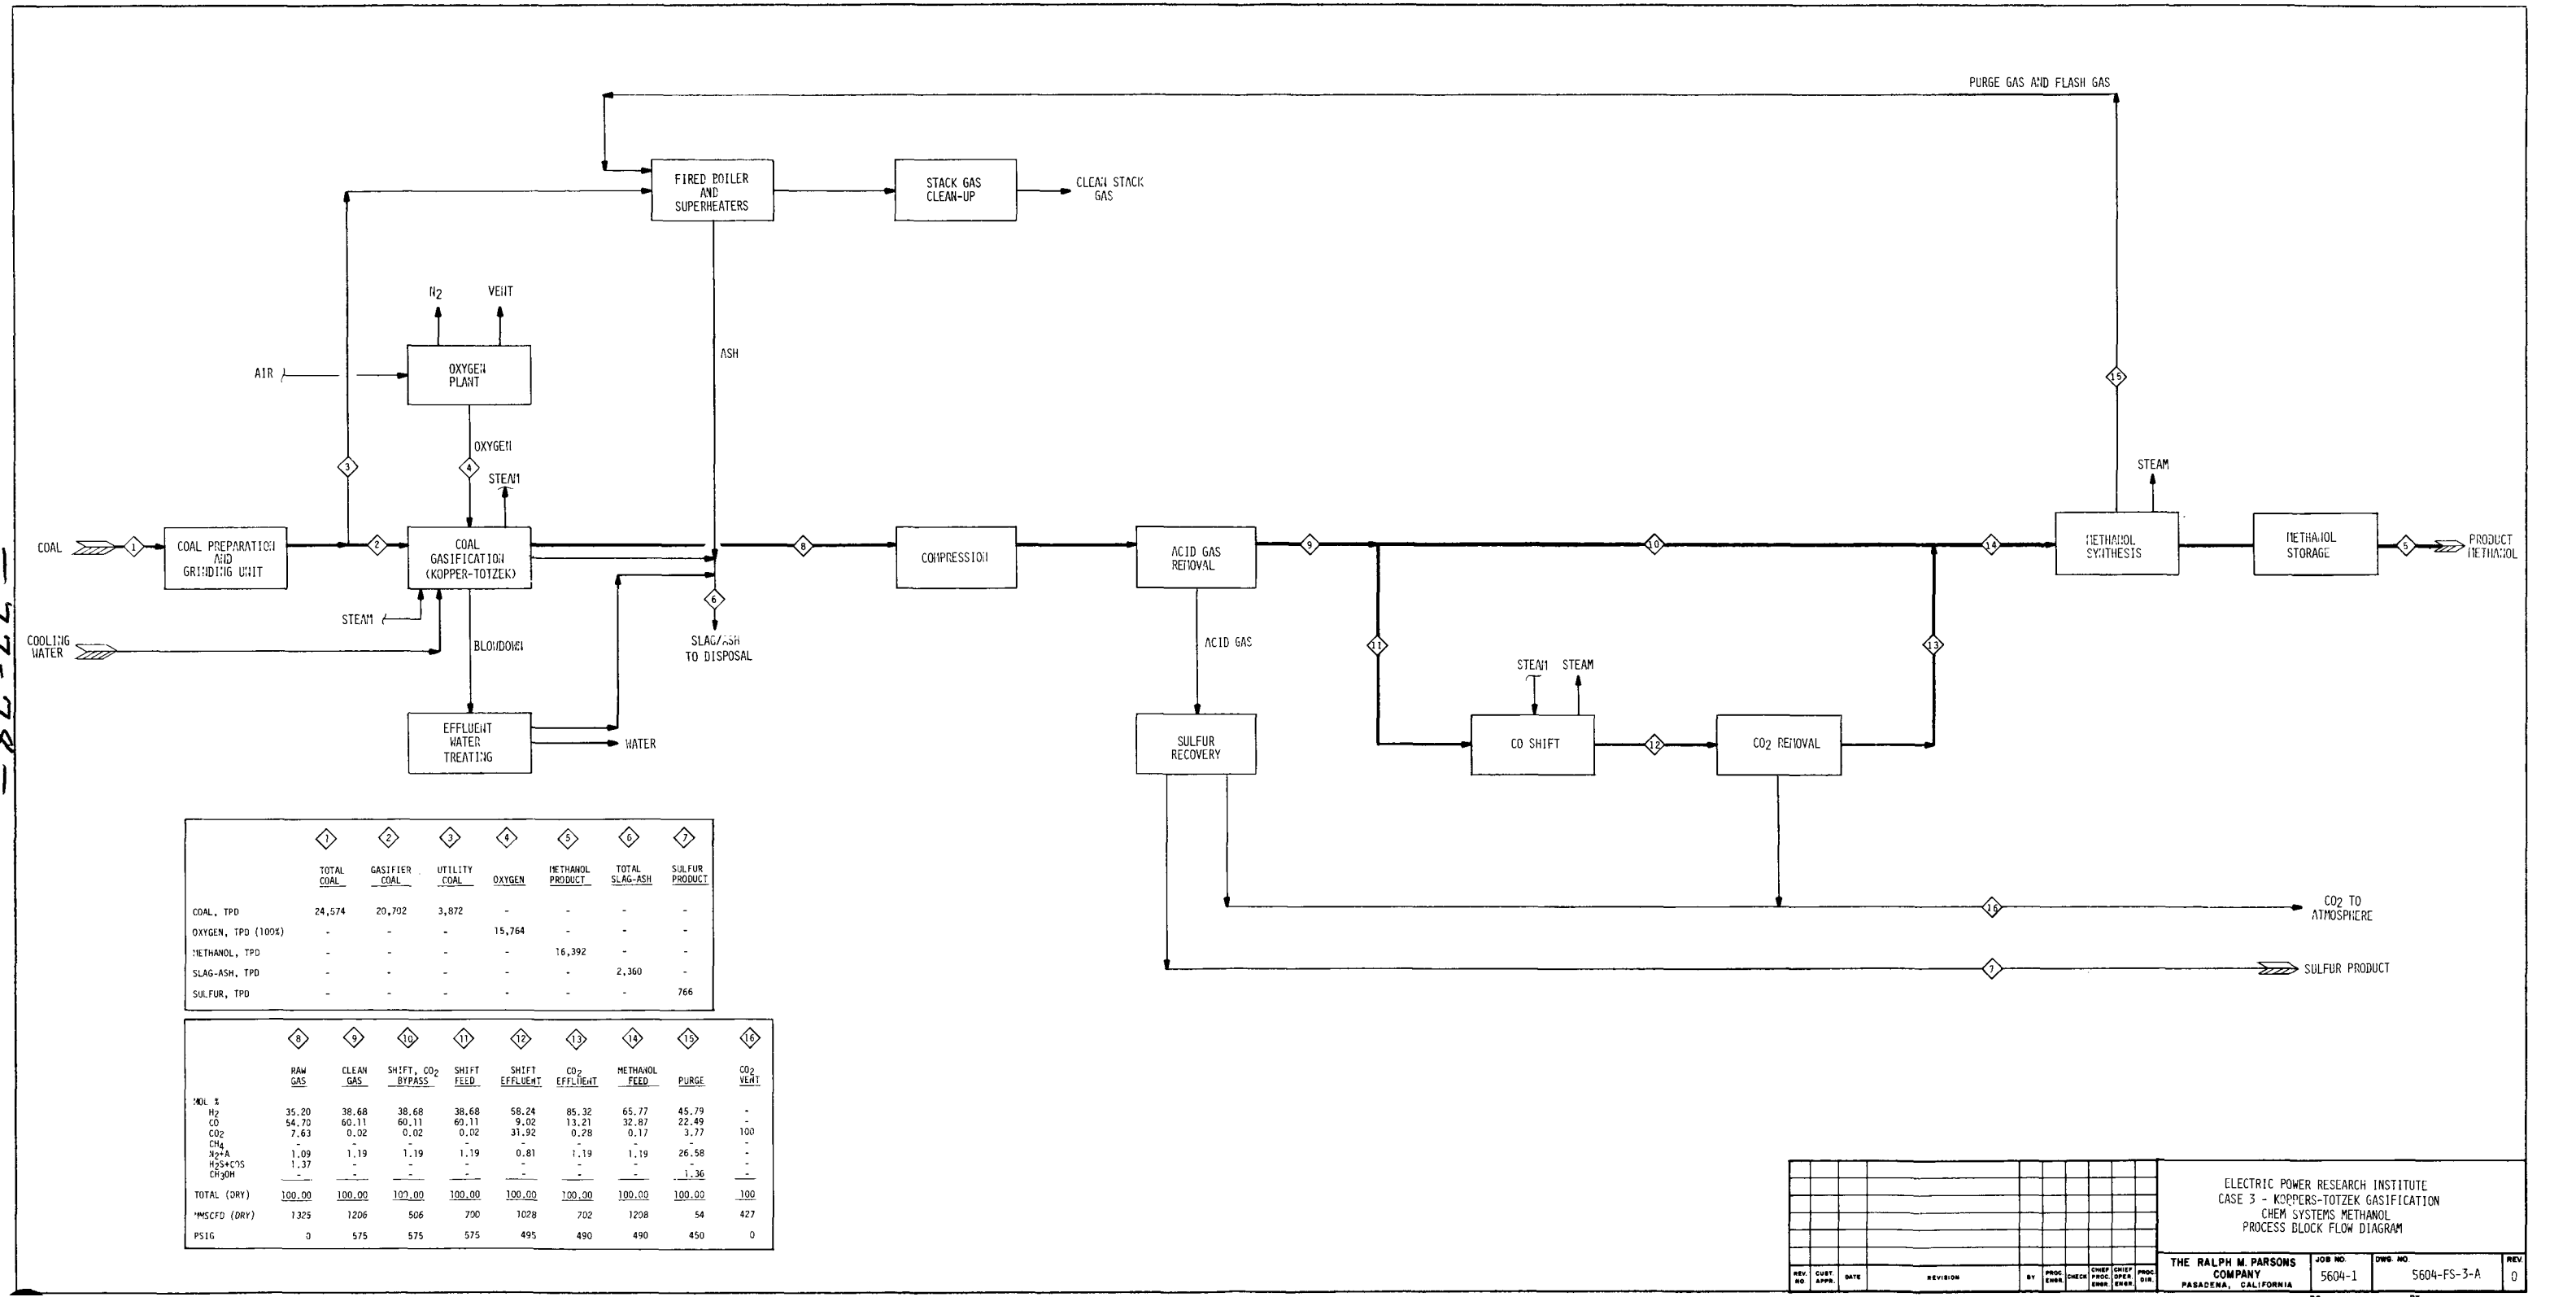 PURGE GAS AND FLASH GAS
FIRED BOILER
AND
SUPERHEATERS
STACK GAS
CLEAN-UP
CLEAN STACK
GAS
N2
VENT
ASH
AIR
OXYGEN
PLANT
15
OXYGEN
3
4
STEAM
STEAM
COAL
1
COAL PREPARATION
AND
GRINDING UNIT
2
COAL
GASIFICATION
(KOPPER-TOTZEK)
8
COMPRESSION
ACID GAS
REMOVAL
9
10
14
METHANOL
SYNTHESIS
METHANOL
STORAGE
5
PRODUCT
METHANOL
6
STEAM
SLAG/ASH
TO DISPOSAL
COOLING
WATER
BLOWDOWN
ACID GAS
11
13
STEAM STEAM
EFFLUENT
WATER
TREATING
WATER
SULFUR
RECOVERY
CO SHIFT
12
CO2 REMOVAL
16
CO2 TO
ATMOSPHERE
7
SULFUR PRODUCT
1 2 3 4 5 6 7
TOTAL COAL GASIFIER COAL UTILITY COAL OXYGEN METHANOL PRODUCT TOTAL SLAG-ASH SULFUR PRODUCT
COAL, TPD 24,574 20,702 3,872 - - - -
OXYGEN, TPD (100%) - - - 15,764 - - -
METHANOL, TPD - - - - 16,392 - -
SLAG-ASH, TPD - - - - - 2,360 -
SULFUR, TPD - - - - - - 766
8 9 10 11 12 13 14 15 16
RAW GAS CLEAN GAS SHIFT, CO2 BYPASS SHIFT FEED SHIFT EFFLUENT CO2 EFFLUENT METHANOL FEED PURGE CO2 VENT
MOL %
H2 35.20 38.68 38.68 38.68 58.24 85.32 65.77 45.79 -
CO 54.70 60.11 60.11 60.11 9.02 13.21 32.87 22.49 -
CO2 7.63 0.02 0.02 0.02 31.92 0.28 0.17 3.77 100
CH4 - - - - - - - - -
N2+A 1.09 1.19 1.19 1.19 0.81 1.19 1.19 26.58 -
H2S+COS 1.37 - - - - - - - -
CH3OH - - - - - - - 1.36 -
TOTAL (DRY) 100.00 100.00 100.00 100.00 100.00 100.00 100.00 100.00 100
MMSCFD (DRY) 1325 1206 506 700 1028 702 1208 54 427
PSIG 0 575 575 575 495 490 490 450 0
ELECTRIC POWER RESEARCH INSTITUTE
CASE 3 - KOPPERS-TOTZEK GASIFICATION
CHEM SYSTEMS METHANOL
PROCESS BLOCK FLOW DIAGRAM
REV. NO. CUST. APPR. DATE REVISION BY PROC. ENGR. CHECK CHIEF PROC. ENGR. CHIEF OPER. ENGR. PROC. DIR.
THE RALPH M. PARSONS
COMPANY
PASADENA, CALIFORNIA
JOB NO.
5604-1
DWG. NO.
5604-FS-3-A
REV.
0